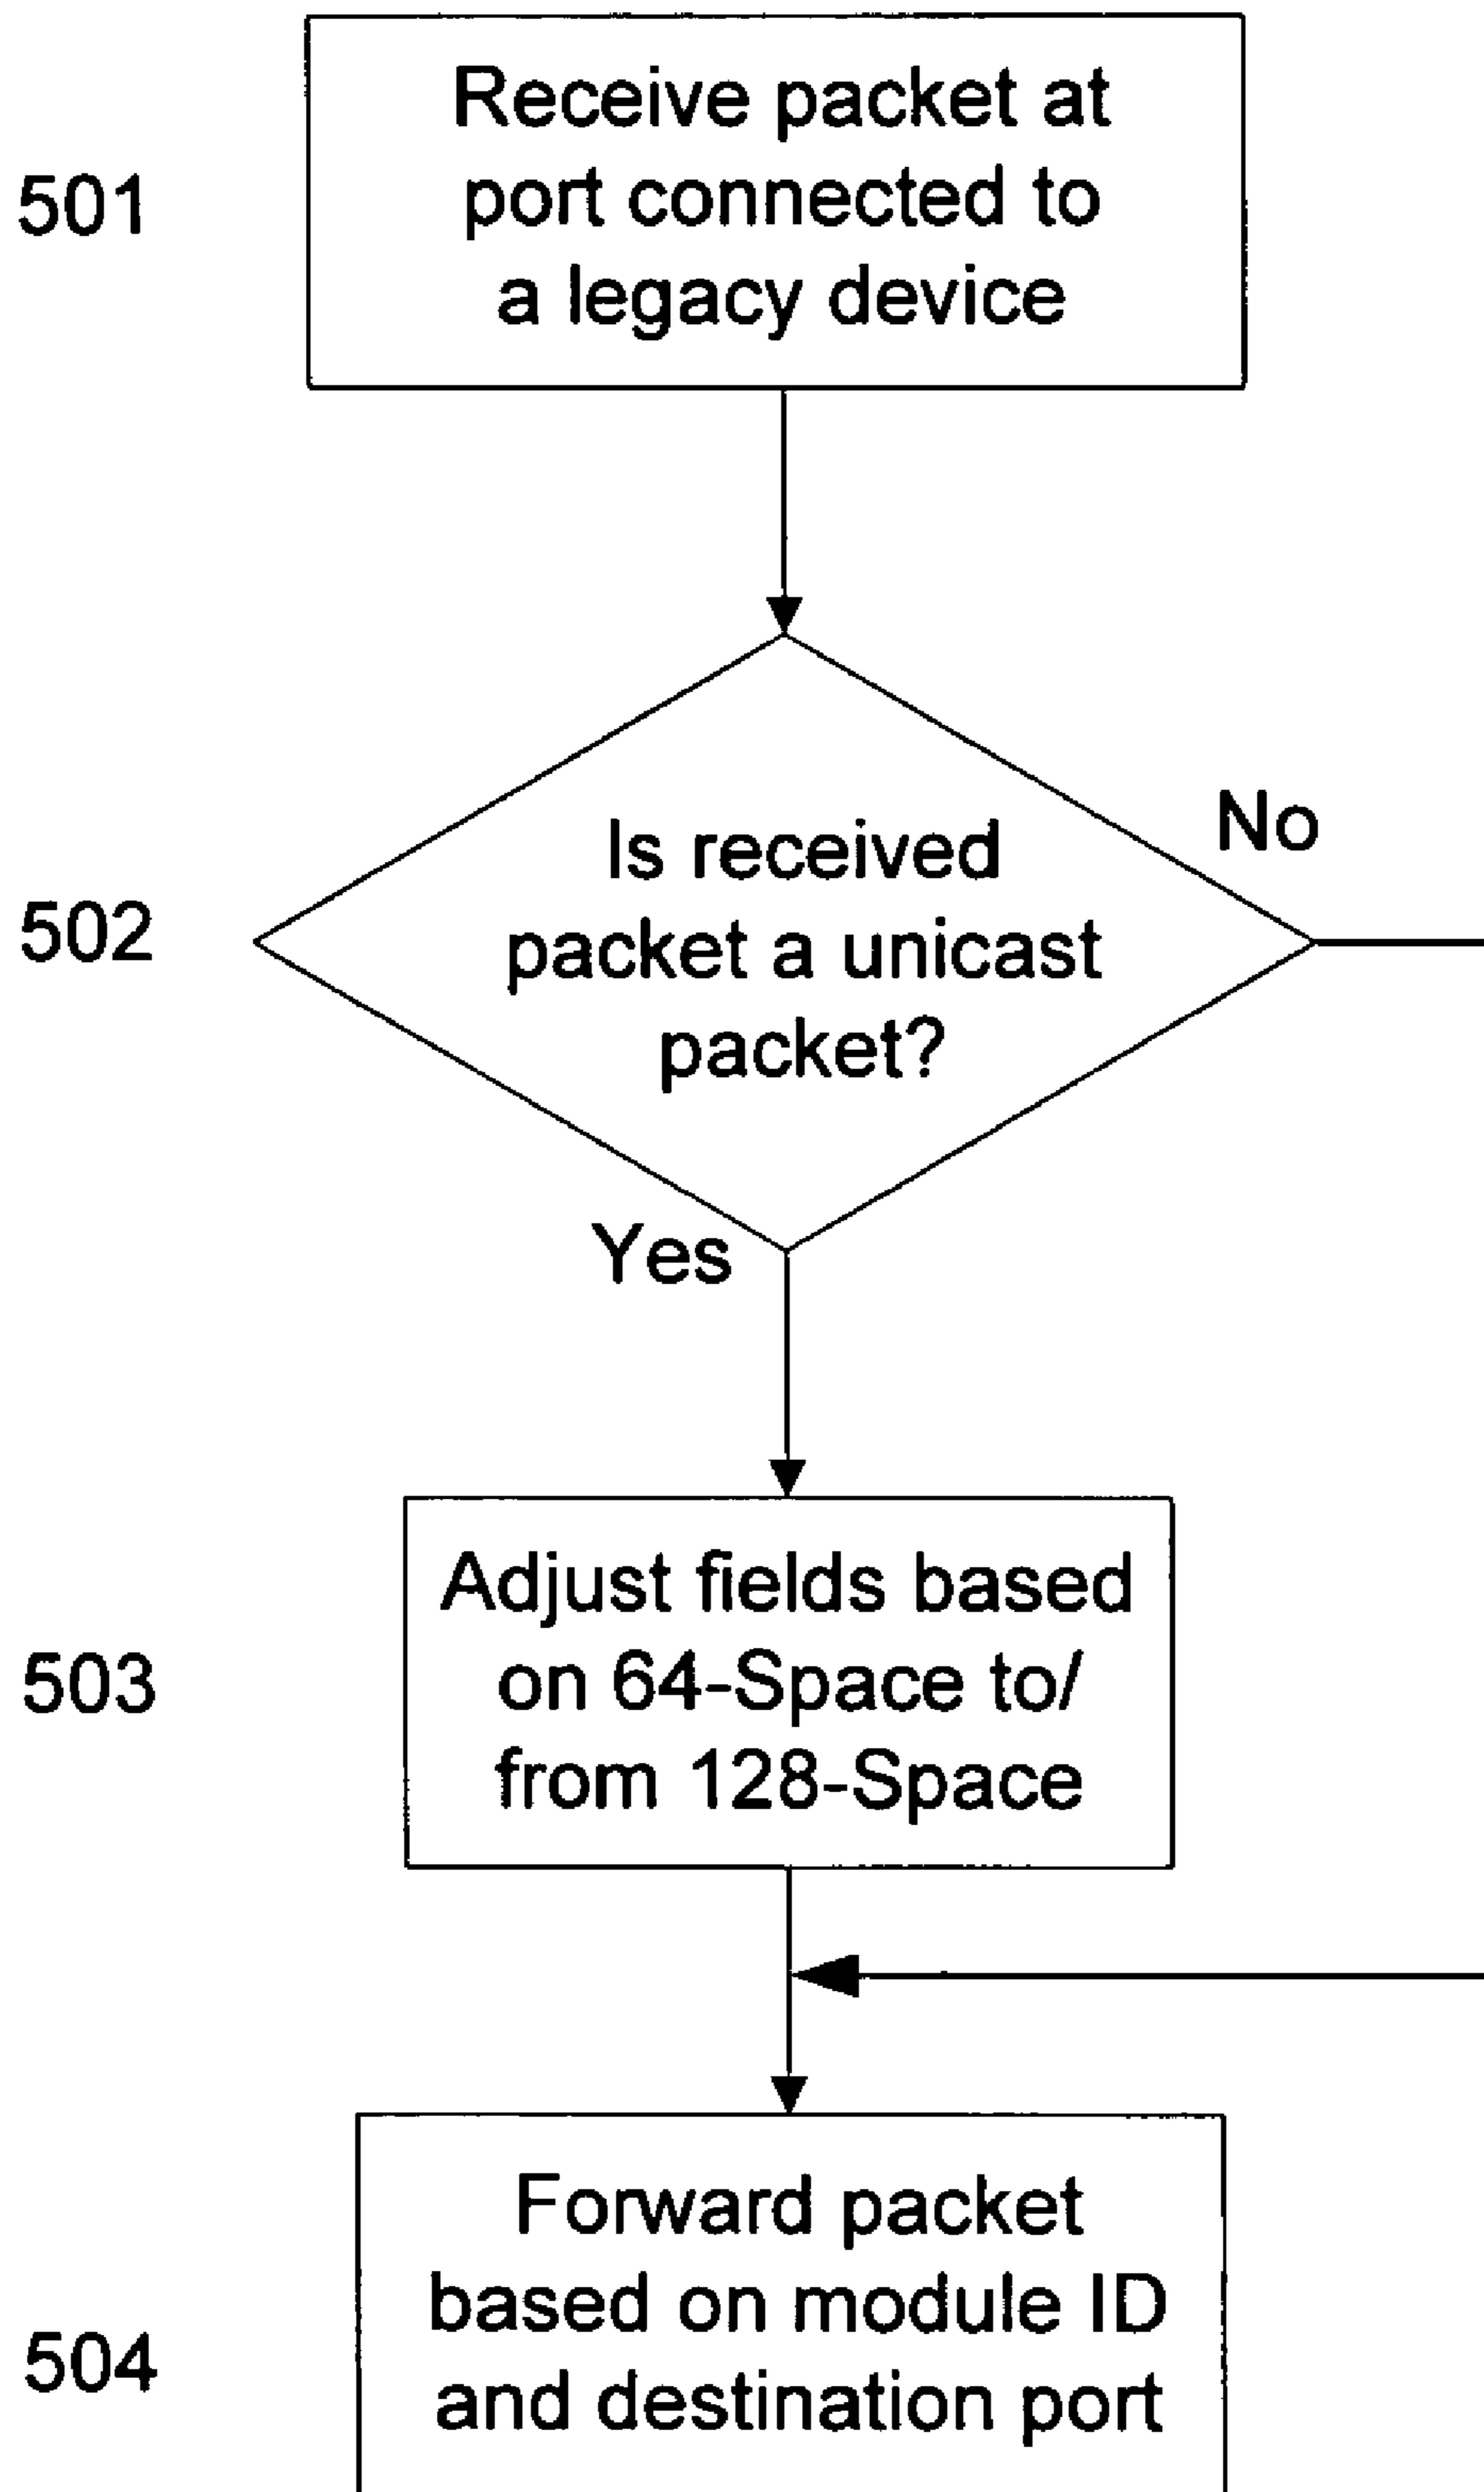 501
Receive packet at
port connected to
a legacy device
502
Is received
packet a unicast
packet?
No
Yes
503
Adjust fields based
on 64-Space to/
from 128-Space
504
Forward packet
based on module ID
and destination port